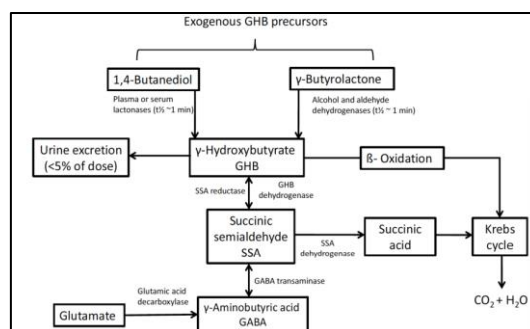 Exogenous GHB precursors
1,4-Butanediol
γ-Butyrolactone
Plasma or serum
lactonases (t½ ~1 min)
Alcohol and aldehyde
dehydrogenases (t½ ~ 1 min)
Urine excretion
(<5% of dose)
γ-Hydroxybutyrate
GHB
ß- Oxidation
SSA reductase
GHB
dehydrogenase
Succinic
semialdehyde
SSA
SSA
dehydrogenase
Succinic
acid
Krebs
cycle
GABA transaminase
CO2 + H2O
Glutamic acid
decarboxylase
Glutamate
γ-Aminobutyric acid
GABA